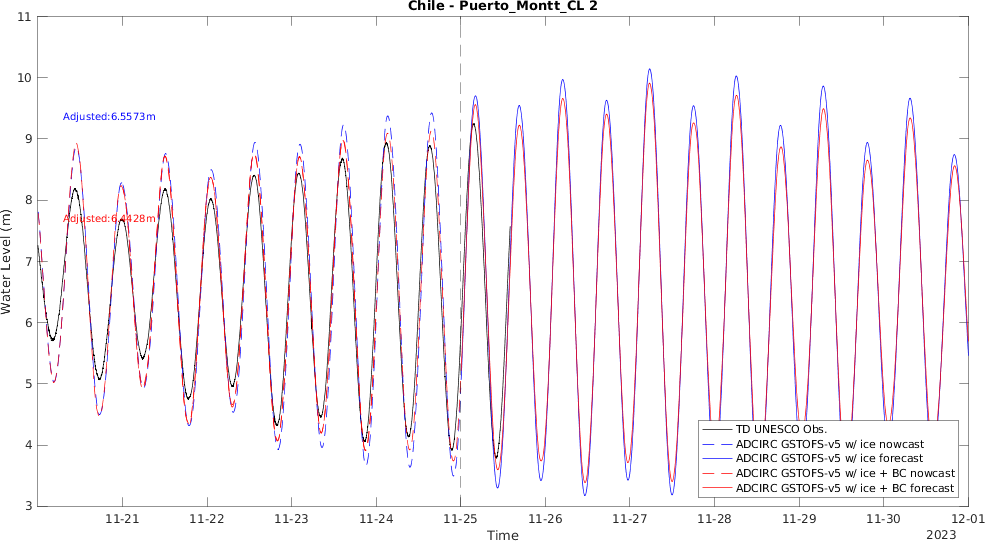 Chile - Puerto_Montt_CL 2
Water Level (m)
11
10
9
8
7
6
5
4
3
Adjusted:6.5573m
Adjusted:6.4428m
TD UNESCO Obs.
ADCIRC GSTOFS-v5 w/ ice nowcast
ADCIRC GSTOFS-v5 w/ ice forecast
ADCIRC GSTOFS-v5 w/ ice + BC nowcast
ADCIRC GSTOFS-v5 w/ ice + BC forecast
11-21 11-22 11-23 11-24 11-25 11-26 11-27 11-28 11-29 11-30 12-01
Time
2023